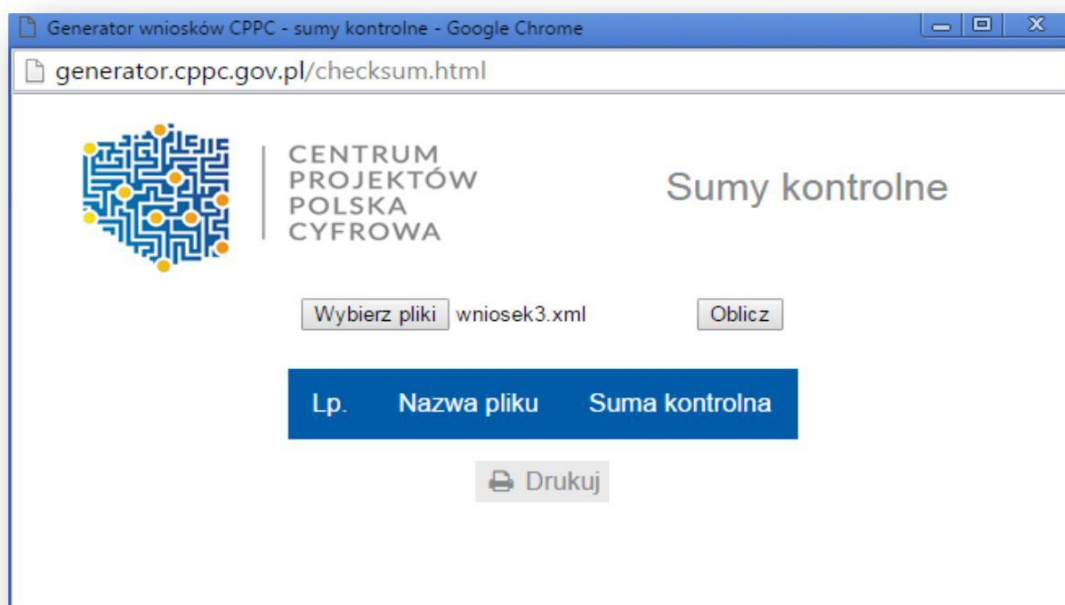 Generator wniosków CPPC - sumy kontrolne - Google Chrome
generator.cppc.gov.pl/checksum.html
CENTRUM
PROJEKTÓW
POLSKA
CYFROWA
Sumy kontrolne
Wybierz pliki wniosek3.xml Oblicz
Lp. Nazwa pliku Suma kontrolna
Drukuj